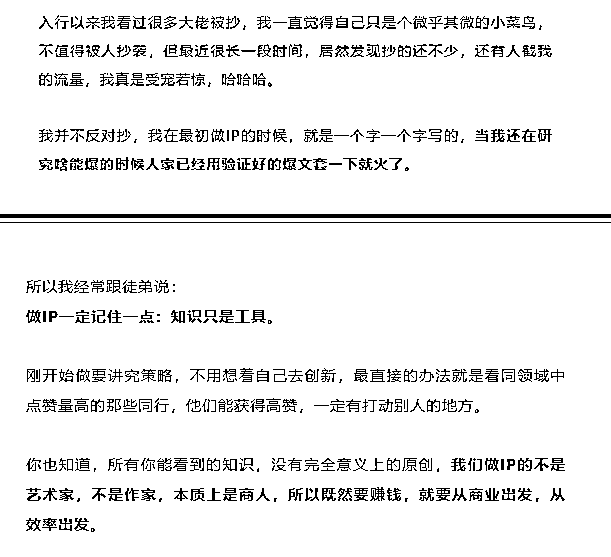 入行以来我看过很多大佬被抄，我一直觉得自己只是个微乎其微的小菜鸟，
不值得被人抄袭，但最近很长一段时间，居然发现抄的还不少，还有人截我
的流量，我真是受宠若惊，哈哈哈。
我并不反对抄，我在最初做IP的时候，就是一个字一个字写的，当我还在研
究啥能爆的时候人家已经用验证好的爆文套一下就火了。
所以我经常跟徒弟说：
做IP一定记住一点：知识只是工具。
刚开始做要讲究策略，不用想着自己去创新，最直接的办法就是看同领域中
点赞量高的那些同行，他们能获得高赞，一定有打动别人的地方。
你也知道，所有你能看到的知识，没有完全意义上的原创，我们做IP的不是
艺术家，不是作家，本质上是商人，所以既然要赚钱，就要从商业出发，从
效率出发。